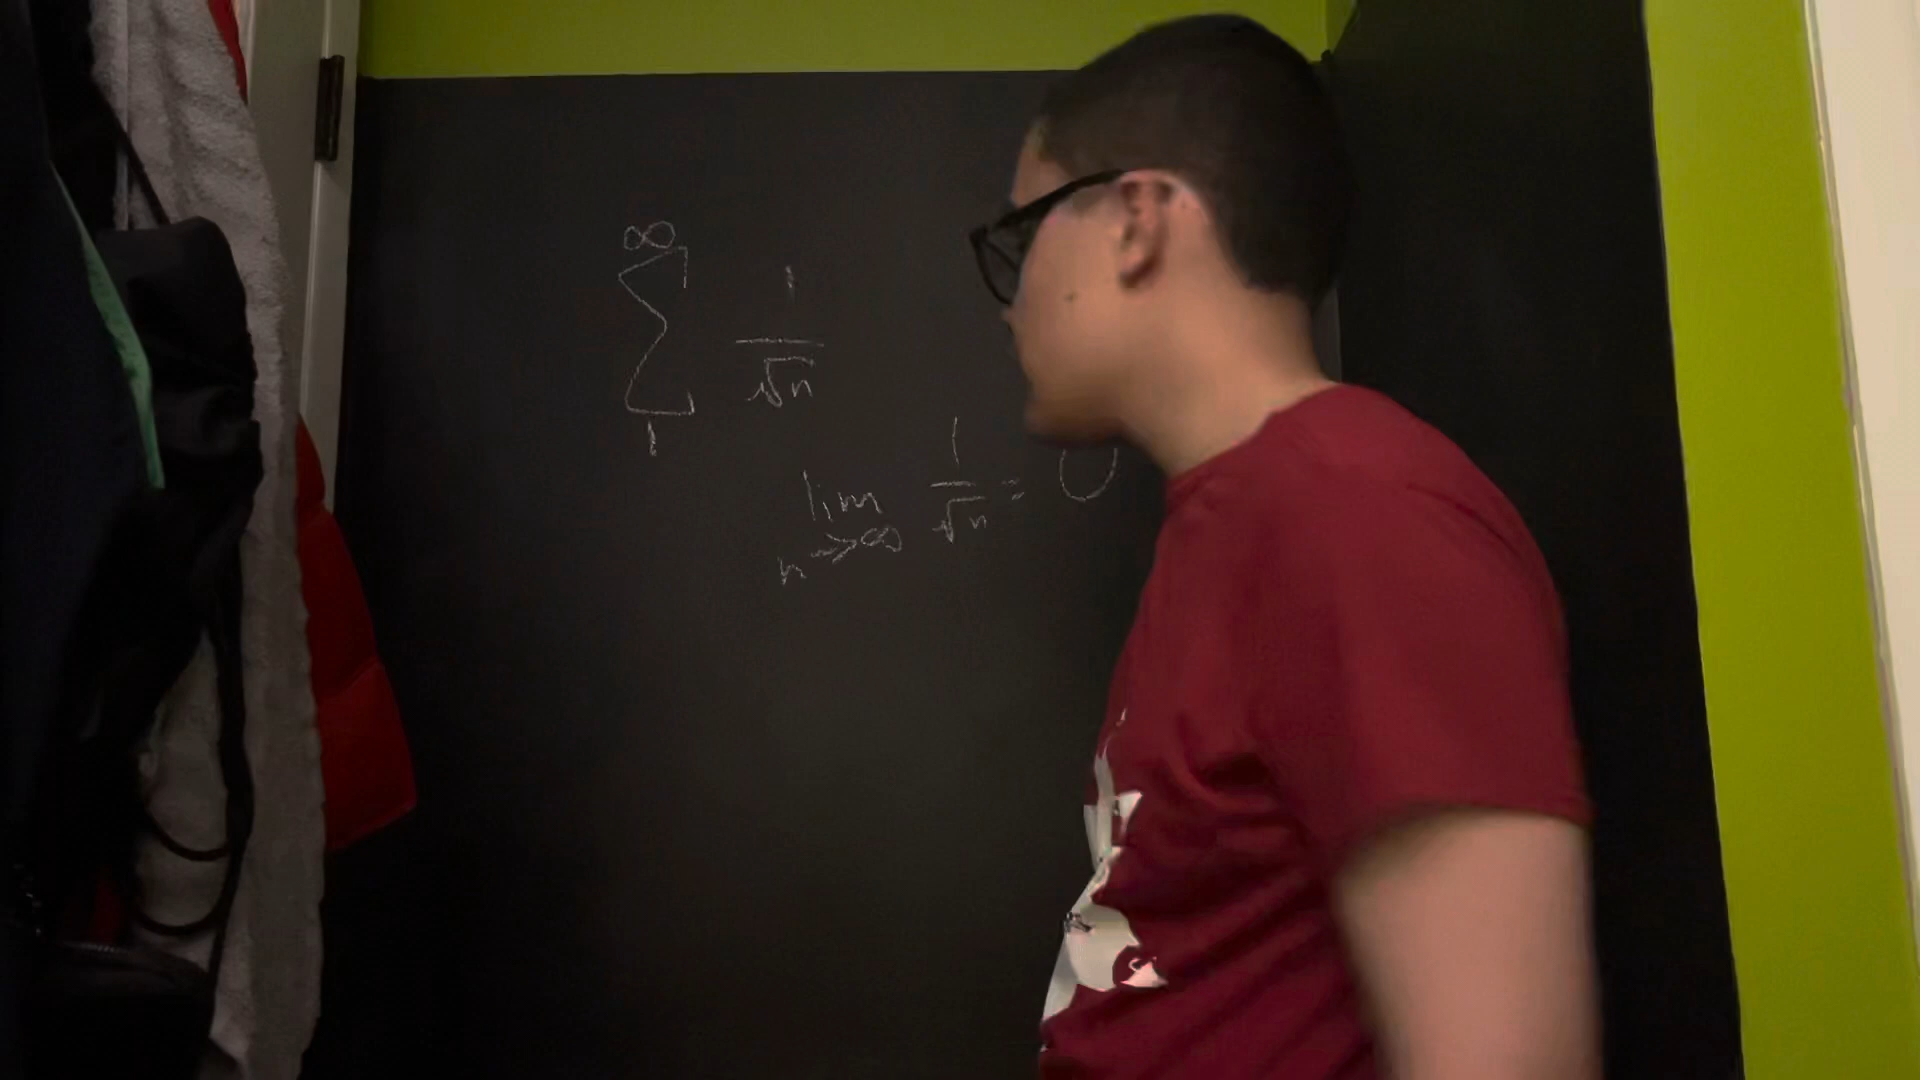 ∞
∑ 1/√n
1
lim 1/√n = 0
n→∞